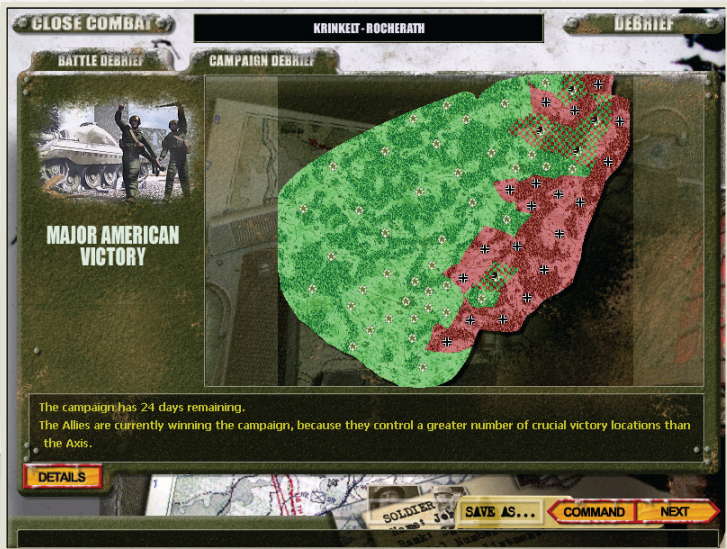 CLOSE COMBAT
KRINKELT - ROCHERATH
DEBRIEF
BATTLE DEBRIEF
CAMPAIGN DEBRIEF
MAJOR AMERICAN
VICTORY
The campaign has 24 days remaining.
The Allies are currently winning the campaign, because they control a greater number of crucial victory locations than
the Axis.
DETAILS
SOLDIER
SAVE AS...
COMMAND
NEXT